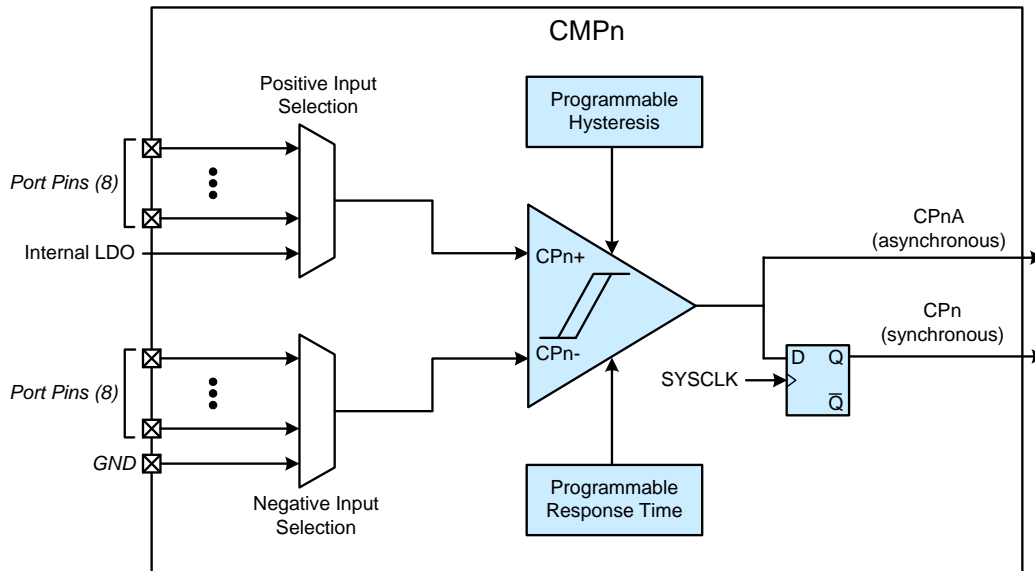 CMPn
Positive Input
Selection
Programmable
Hysteresis
Port Pins (8)
Internal LDO
CPn+
CPn-
CPnA
(asynchronous)
CPn
(synchronous)
Port Pins (8)
GND
SYSCLK
D Q
Q
Negative Input
Selection
Programmable
Response Time